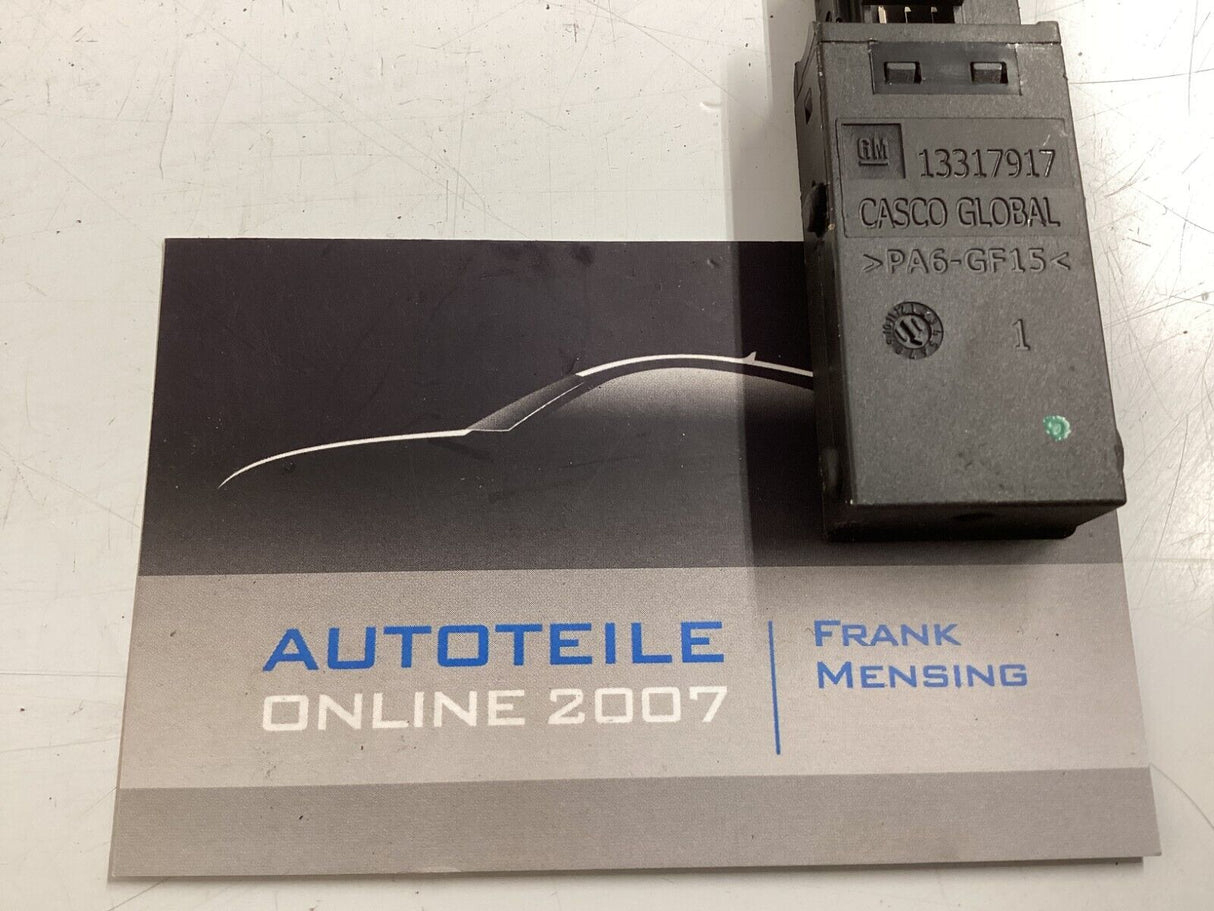 GM 13317917
CASCO GLOBAL
>PA6-GF15<
1
AUTOTEILE
ONLINE 2007
FRANK
MENSING